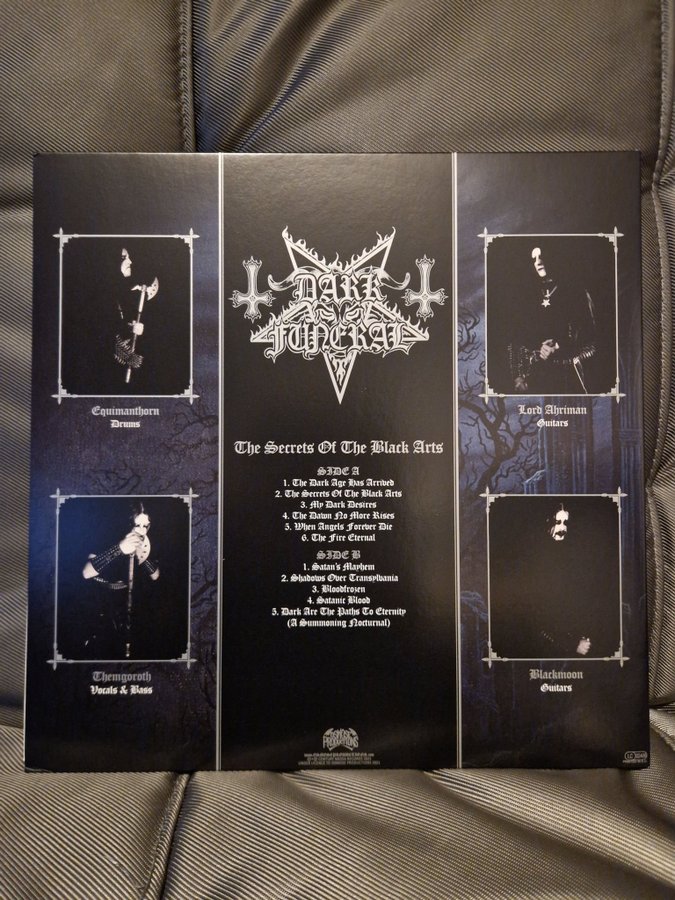 DARK
FUNERAL
Equimanthorn
Drums
Lord Ahriman
Guitars
The Secrets Of The Black Arts
SIDE A
1. The Dark Age Has Arrived
2. The Secrets Of The Black Arts
3. My Dark Desires
4. The Dawn No More Rises
5. When Angels Forever Die
6. The Fire Eternal
SIDE B
1. Satan's Mayhem
2. Shadows Over Transylvania
3. Bloodfrozen
4. Satanic Blood
5. Dark Are The Paths To Eternity
(A Summoning Nocturnal)
Themgoroth
Vocals & Bass
Blackmoon
Guitars
OSMOSE
PRODUCTIONS